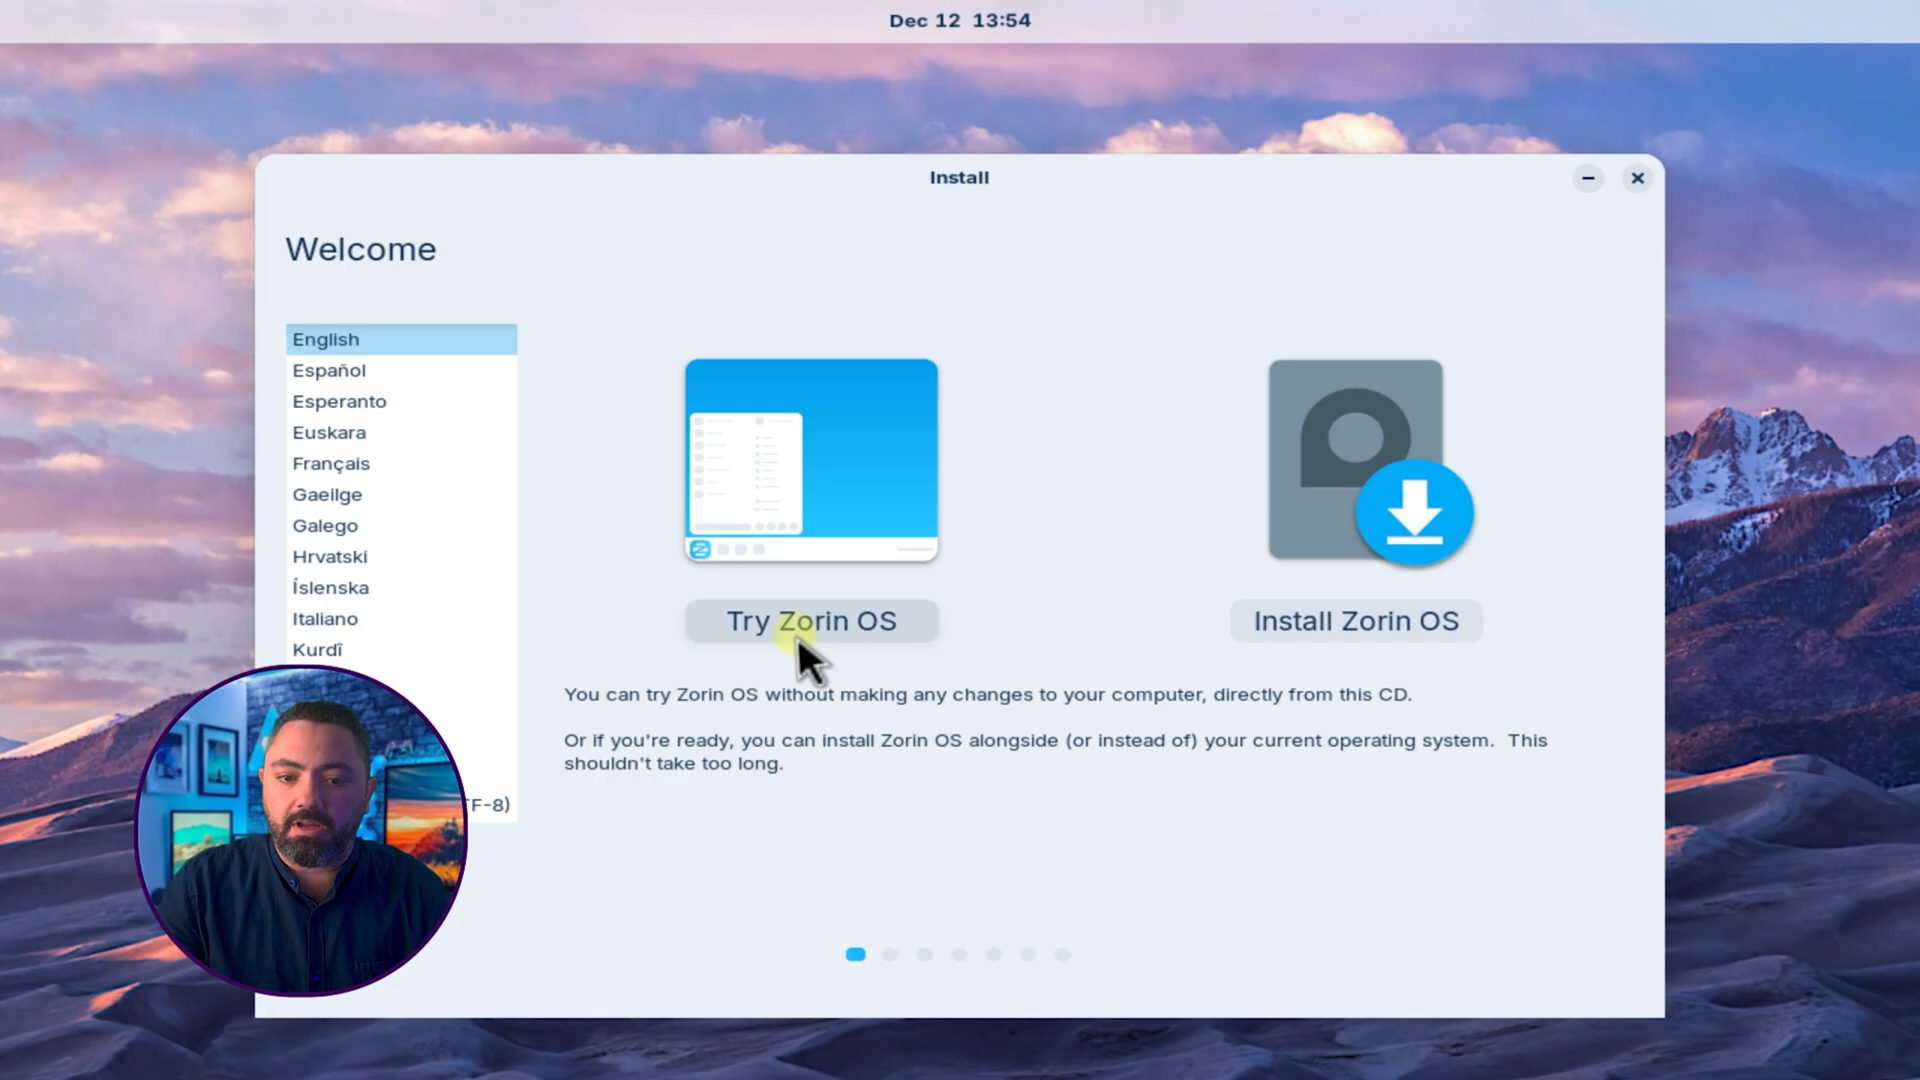 Dec 12 13:54
Install
Welcome
English
Español
Esperanto
Euskara
Français
Gaeilge
Galego
Hrvatski
Íslenska
Italiano
Kurdî
F-8)
Try Zorin OS
Install Zorin OS
You can try Zorin OS without making any changes to your computer, directly from this CD.
Or if you're ready, you can install Zorin OS alongside (or instead of) your current operating system. This
shouldn't take too long.